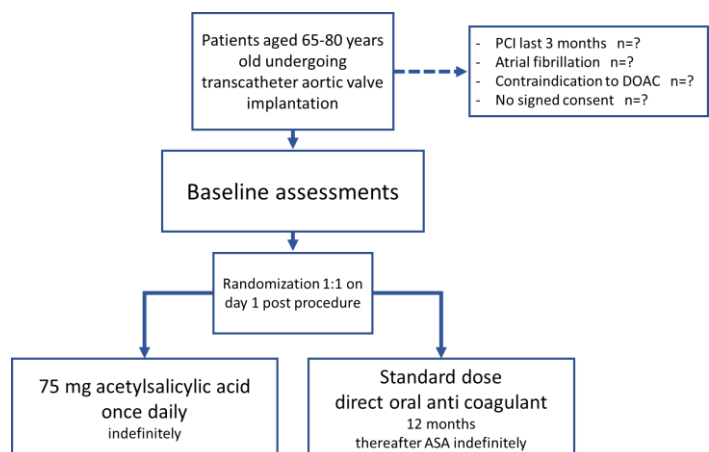 Patients aged 65-80 years
old undergoing
transcatheter aortic valve
implantation
- PCI last 3 months n=?
- Atrial fibrillation n=?
- Contraindication to DOAC n=?
- No signed consent n=?
Baseline assessments
Randomization 1:1 on
day 1 post procedure
75 mg acetylsalicylic acid
once daily
indefinitely
Standard dose
direct oral anti coagulant
12 months
thereafter ASA indefinitely